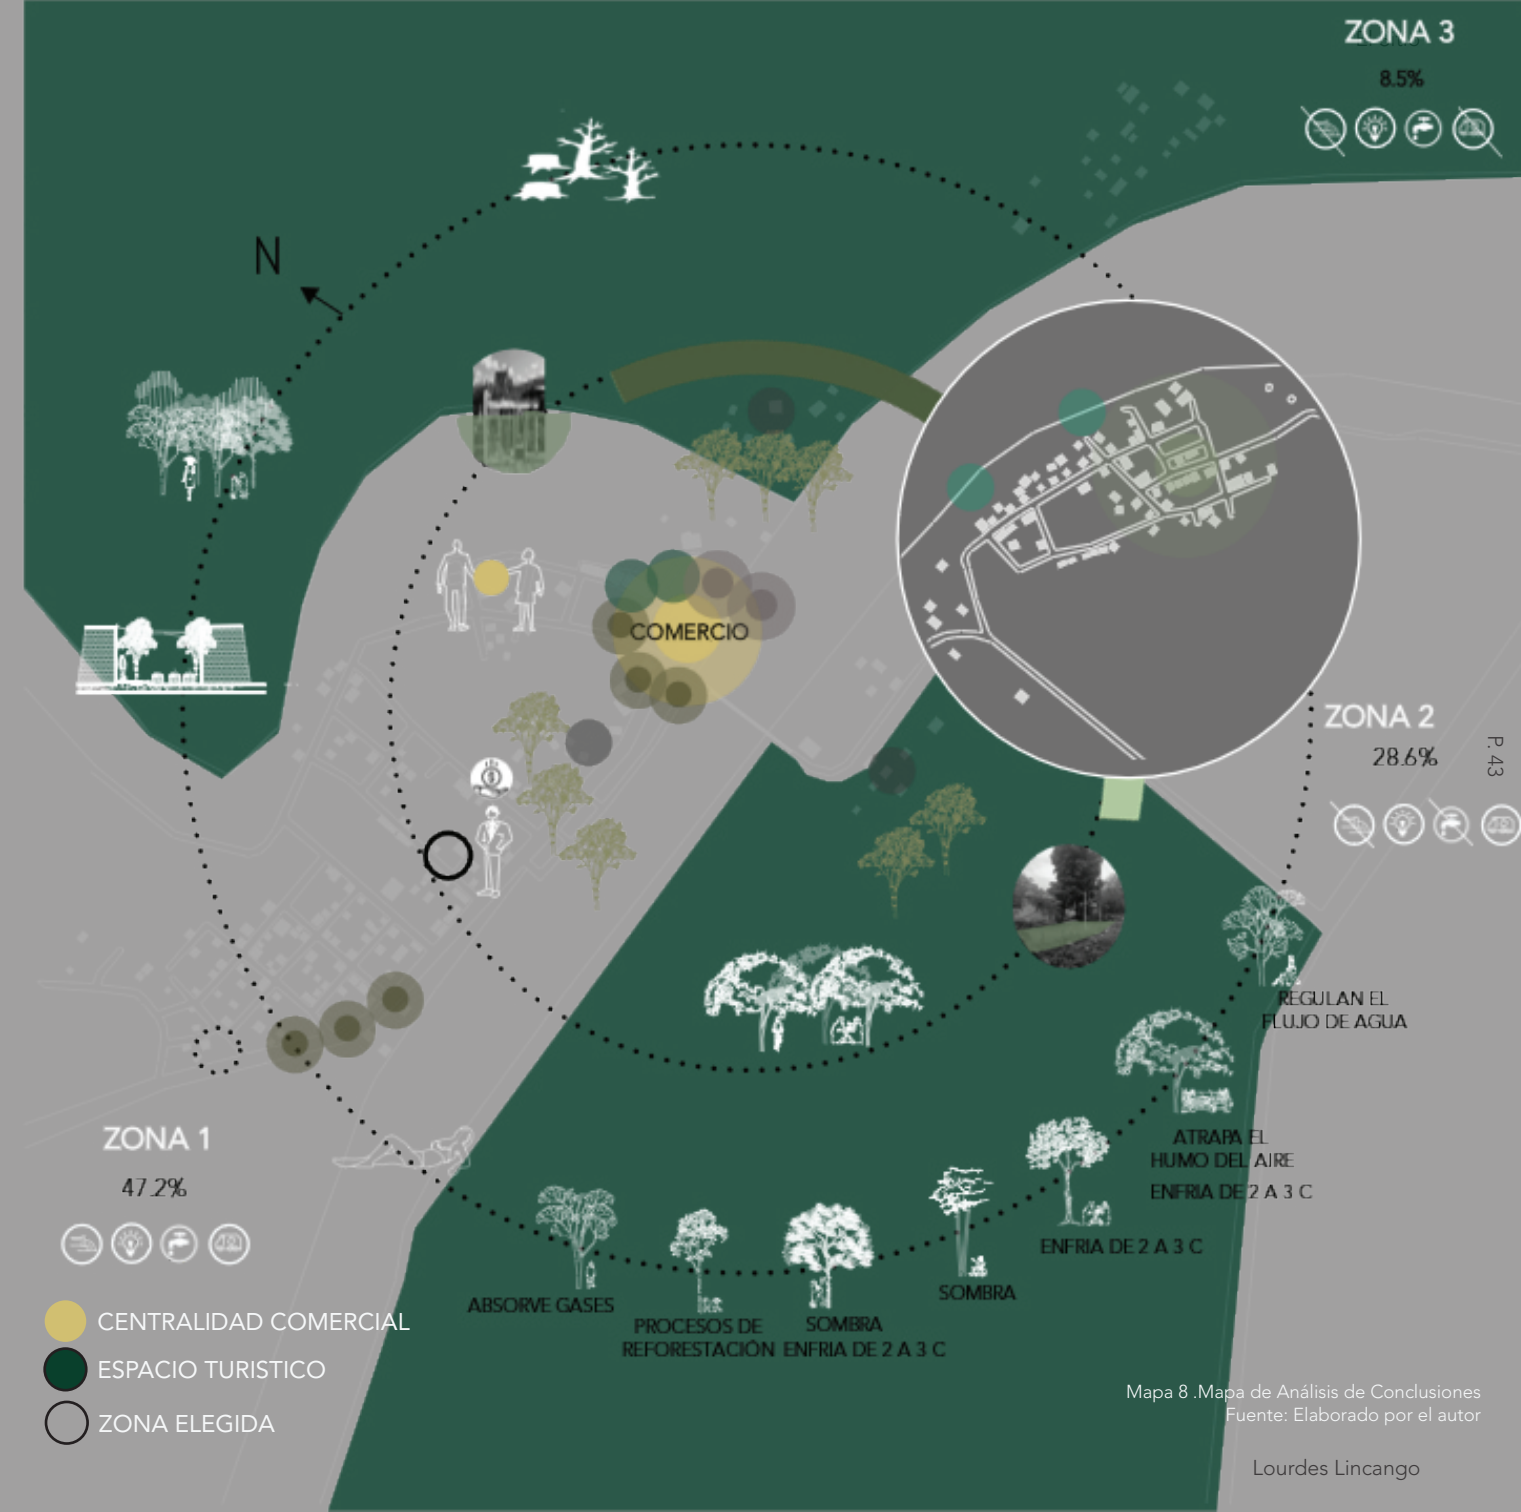 ZONA 3
8.5%
N
COMERCIO
ZONA 2
28.6%
P. 43
REGULAN EL
FLUJO DE AGUA
ATRAPA EL
HUMO DEL AIRE
ENFRIA DE 2 A 3 C
ENFRIA DE 2 A 3 C
SOMBRA
ZONA 1
47.2%
ABSORVE GASES
PROCESOS DE
REFORESTACIÓN
SOMBRA
ENFRIA DE 2 A 3 C
CENTRALIDAD COMERCIAL
ESPACIO TURISTICO
ZONA ELEGIDA
Mapa 8 .Mapa de Análisis de Conclusiones
Fuente: Elaborado por el autor
Lourdes Lincango